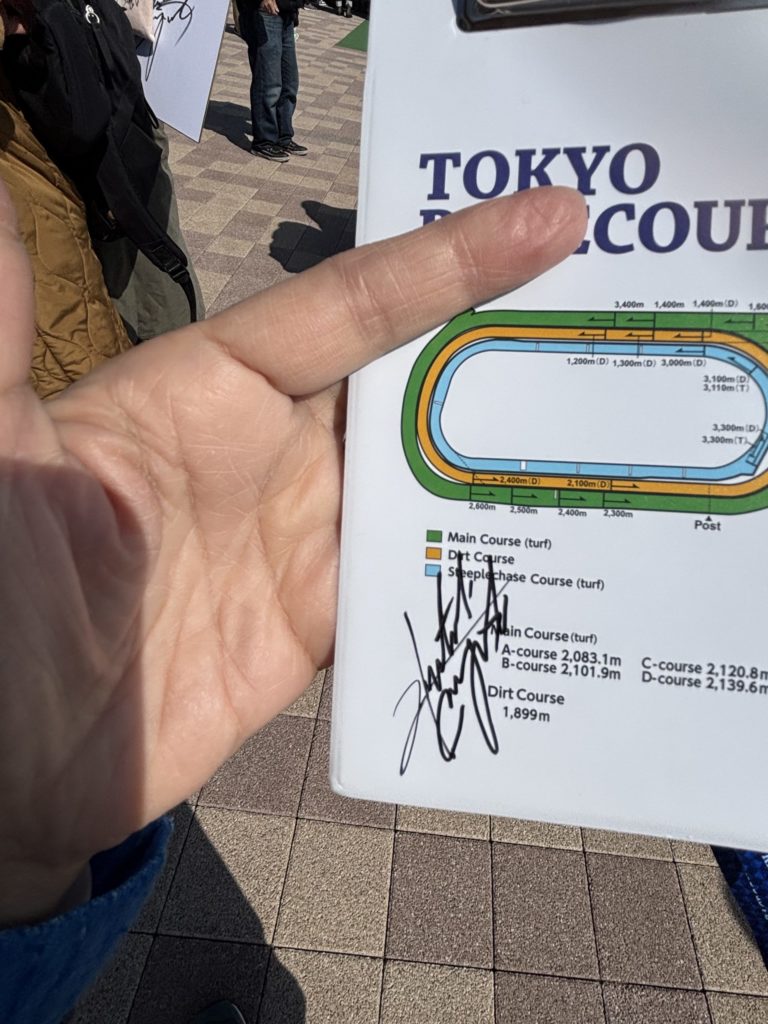 TOKYO
3,400m 1,400m 1,400m(D)
1,200m(D) 1,300m(D) 3,000m(D)
3,100m(D)
3,110m(T)
3,300m(D)
3,300m(T)
2,400m(D) 2,100m(D)
2,600m 2,500m 2,400m 2,300m
Post
Main Course (turf)
Dirt Course
Steeplechase Course (turf)
Main Course (turf)
A-course 2,083.1m C-course 2,120.8m
B-course 2,101.9m D-course 2,139.6m
Dirt Course
1,899m